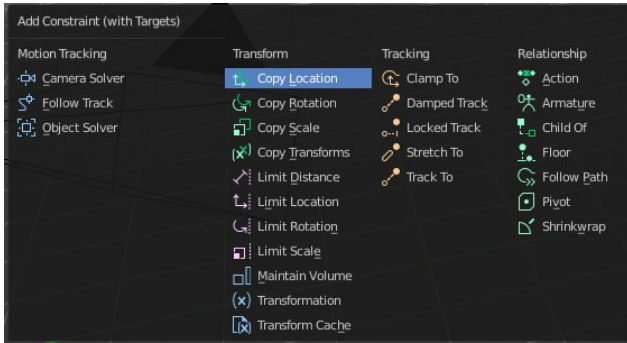 Add Constraint (with Targets)
Motion Tracking
Camera Solver
Follow Track
Object Solver
Transform
Copy Location
Copy Rotation
Copy Scale
Copy Transforms
Limit Distance
Limit Location
Limit Rotation
Limit Scale
Maintain Volume
Transformation
Transform Cache
Tracking
Clamp To
Damped Track
Locked Track
Stretch To
Track To
Relationship
Action
Armature
Child Of
Floor
Follow Path
Pivot
Shrinkwrap